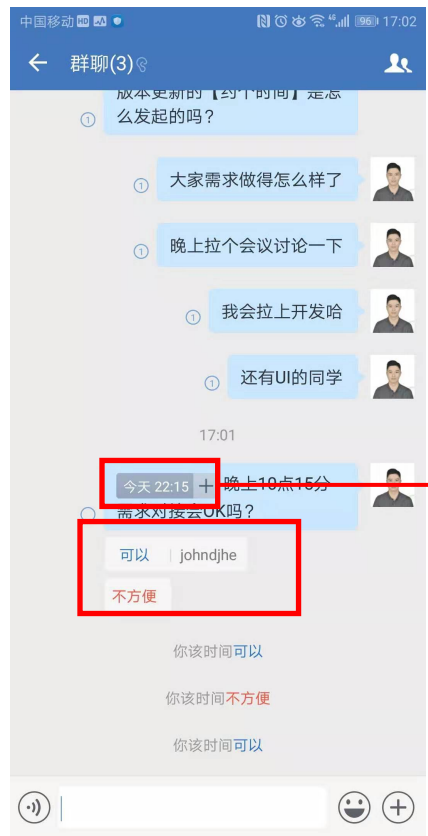 中国移动 HD 4G 96 17:02
群聊(3)
版本更新的【约个时间】是怎
么发起的吗？
大家需求做得怎么样了
晚上拉个会议讨论一下
我会拉上开发哈
还有UI的同学
17:01
今天 22:15 + 晚上10点15分
需求对接会OK吗？
可以 | johndjhe
不方便
你该时间可以
你该时间不方便
你该时间可以